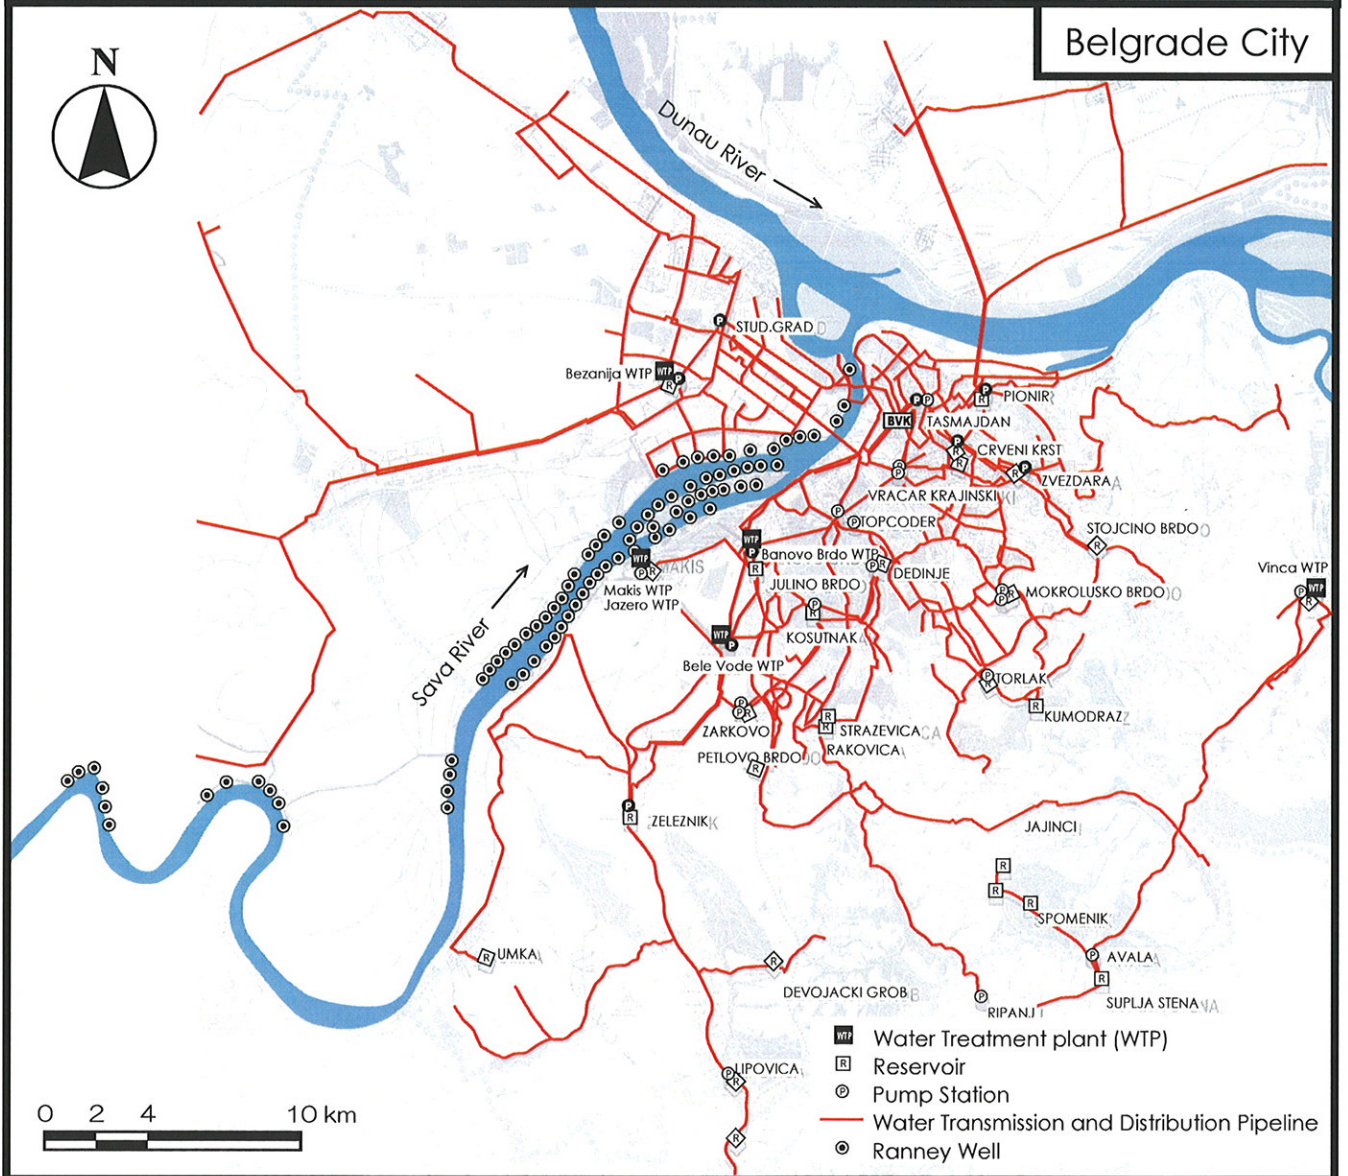 Belgrade City
N
Dunau River
STUD.GRAD
Bezanija WTP
WTP
P
R
PIONIR
BVK
TASMAJDAN
CRVENI KRST
ZVEZDARA
VRACAR KRAJINSKI
TOPCODER
STOJCINO BRDO
Banovo Brdo WTP
MAKIS
Makis WTP
Jazero WTP
JULINO BRDO
DEDINJE
Vinca WTP
MOKROLUSKO BRDO
KOSUTNAK
Sava River
Bele Vode WTP
TORLAK
KUMODRAZ
ZARKOVO
STRAZEVICA
RAKOVICA
PETLOVO BRDO
ZELEZNIK
JAJINCI
SPOMENIK
UMKA
AVALA
DEVOJACKI GROB
SUPLJA STENA
RIPANJ
LIPOVICA
WTP Water Treatment plant (WTP)
R Reservoir
P Pump Station
Water Transmission and Distribution Pipeline
Ranney Well
0 2 4 10 km